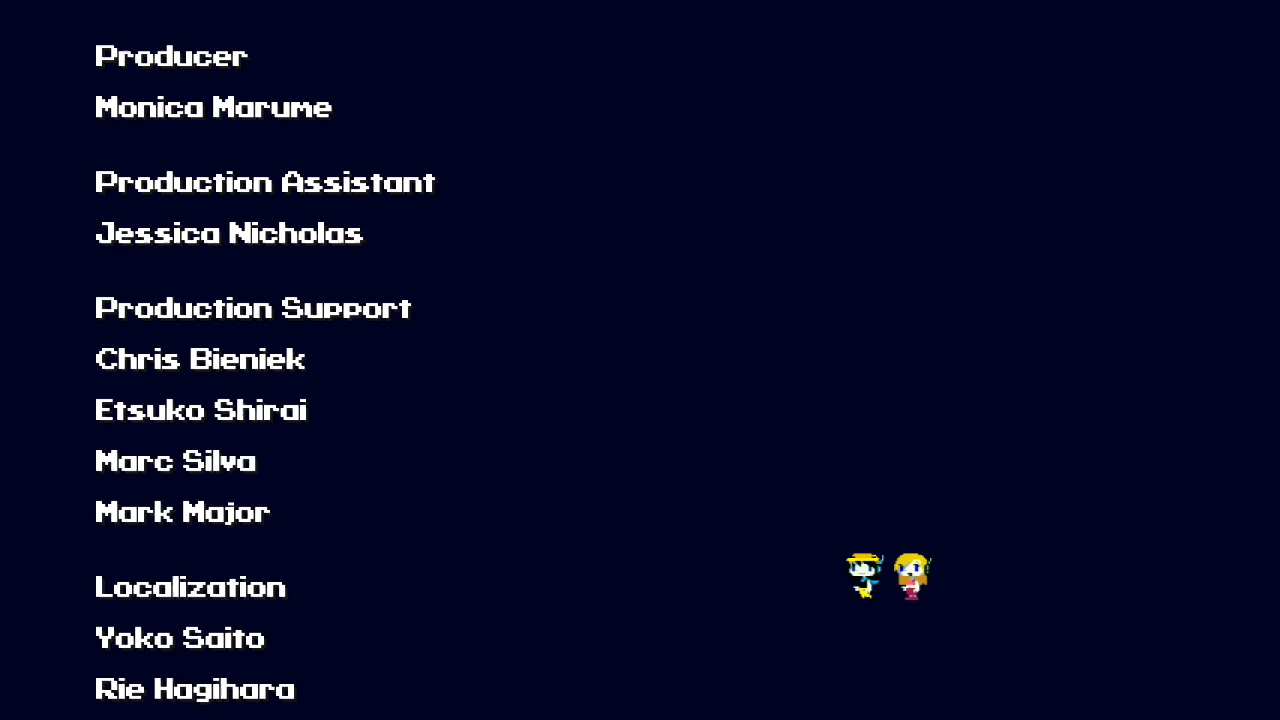 Producer
Monica Marume
Production Assistant
Jessica Nicholas
Production Support
Chris Bieniek
Etsuko Shirai
Marc Silva
Mark Major
Localization
Yoko Saito
Rie Hagihara